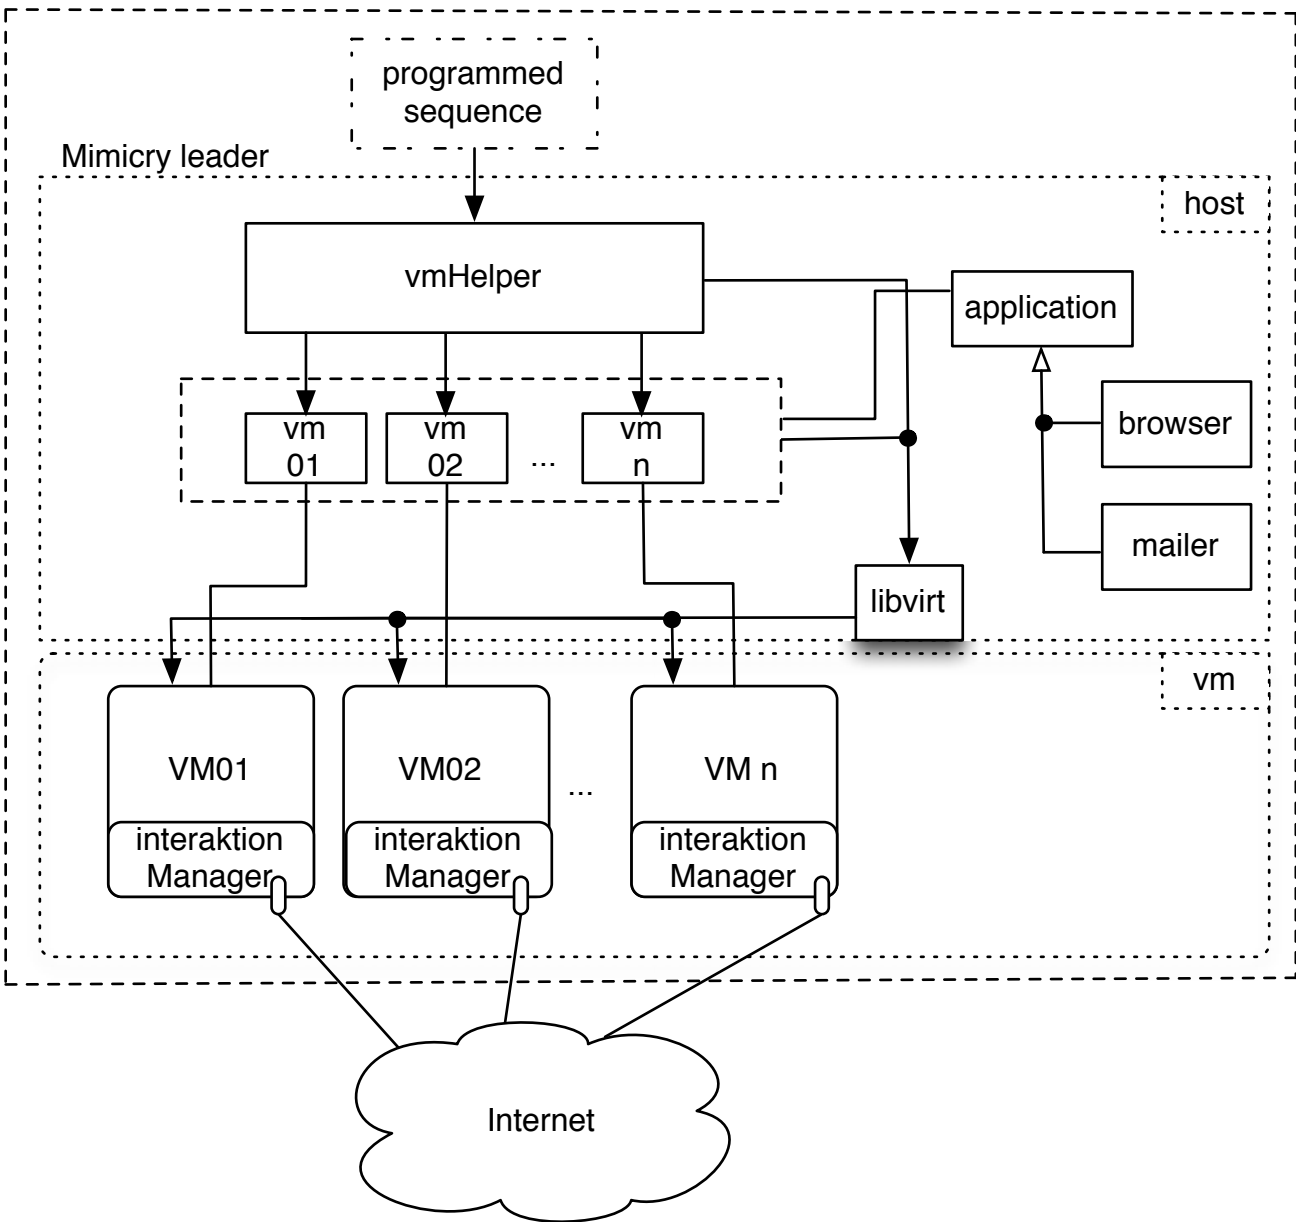 programmed
sequence
Mimicry leader
host
vmHelper
application
browser
vm
01
vm
02
...
vm
n
mailer
libvirt
vm
VM01
VM02
...
VM n
interaktion
Manager
interaktion
Manager
interaktion
Manager
Internet